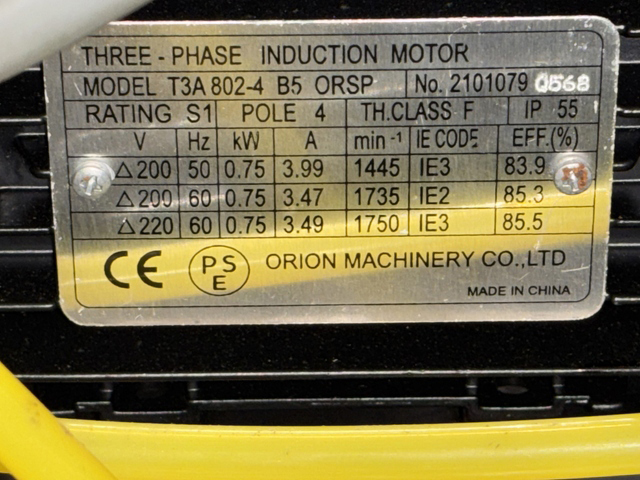 THREE-PHASE INDUCTION MOTOR
MODEL T3A 802-4 B5 ORSP No. 2101079 Q568
RATING S1 POLE 4 TH.CLASS F IP 55
V Hz kW A min⁻¹ IE CODE EFF.(%)
△200 50 0.75 3.99 1445 IE3 83.9
△200 60 0.75 3.47 1735 IE2 85.3
△220 60 0.75 3.49 1750 IE3 85.5
CE PSE ORION MACHINERY CO.,LTD
MADE IN CHINA